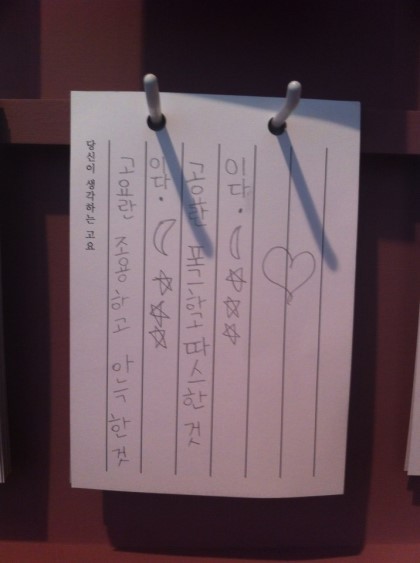 당신이 생각하는 고요
고요란 조용하고 아늑한 것
이다.
포근하고 따스한 것
이다.